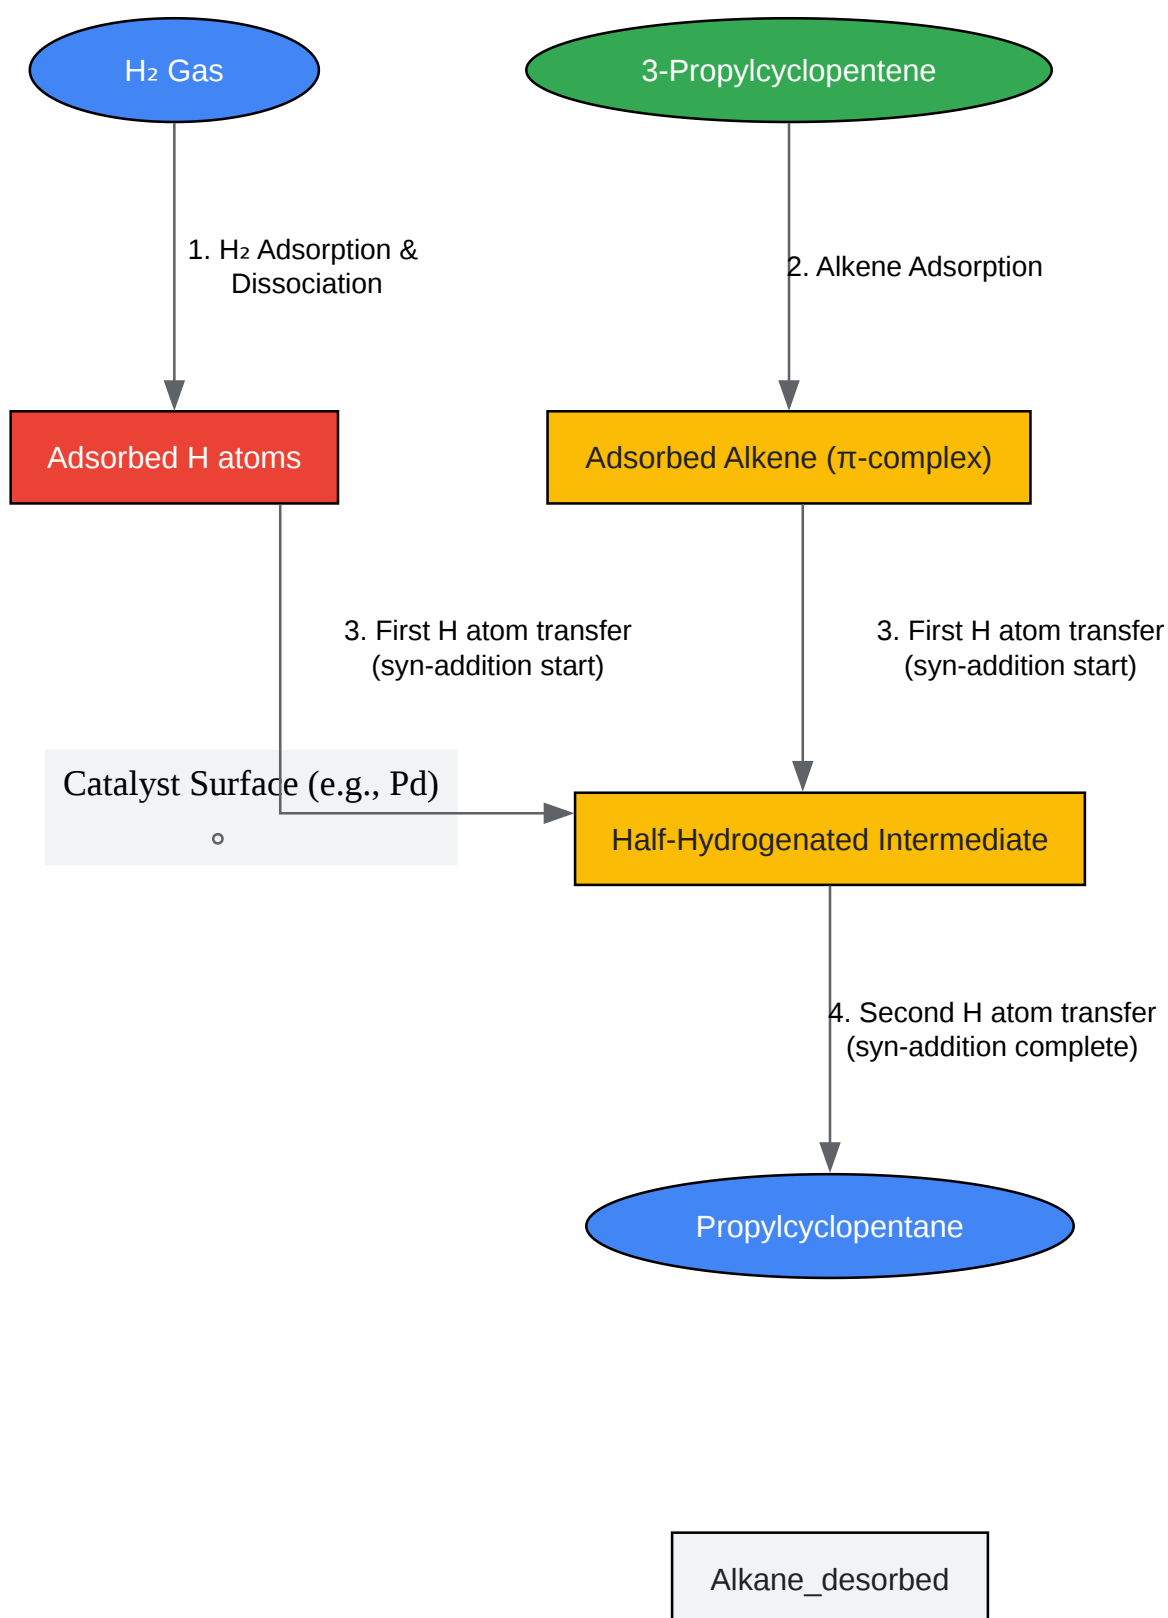 H₂ Gas
3-Propylcyclopentene
1. H₂ Adsorption &
Dissociation
2. Alkene Adsorption
Adsorbed H atoms
Adsorbed Alkene (π-complex)
3. First H atom transfer
(syn-addition start)
3. First H atom transfer
(syn-addition start)
Catalyst Surface (e.g., Pd)
Half-Hydrogenated Intermediate
4. Second H atom transfer
(syn-addition complete)
Propylcyclopentane
Alkane_desorbed